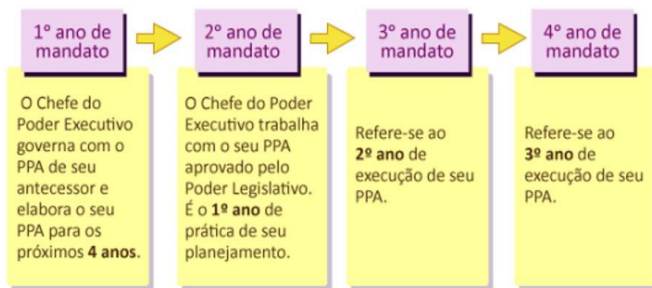 1º ano de
mandato
2º ano de
mandato
3º ano de
mandato
4º ano de
mandato
O Chefe do
Poder Executivo
governa com o
PPA de seu
antecessor e
elabora o seu
PPA para os
próximos 4 anos.
O Chefe do Poder
Executivo trabalha
com o seu PPA
aprovado pelo
Poder Legislativo.
É o 1º ano de
prática de seu
planejamento.
Refere-se ao
2º ano de
execução de seu
PPA.
Refere-se ao
3º ano de
execução de seu
PPA.